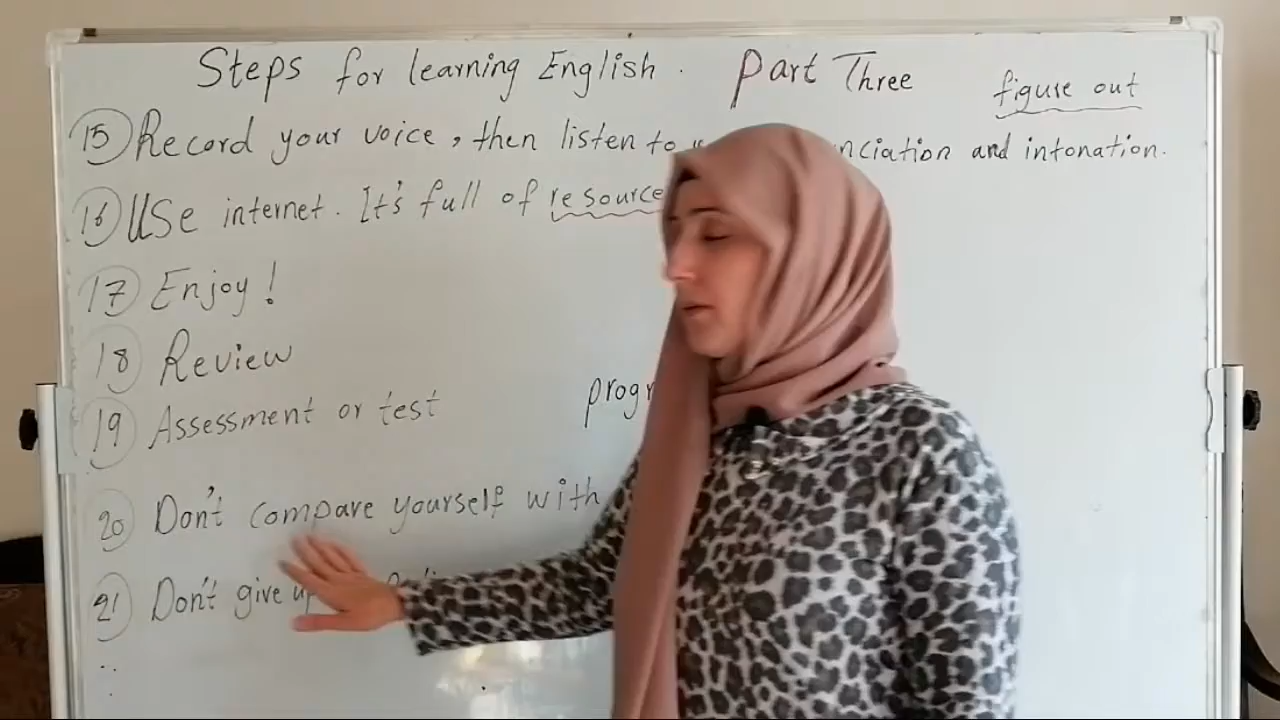 Steps for learning English. Part Three
figure out
15 Record your voice, then listen to nciation and intonation.
16 Use internet. It's full of resource
17 Enjoy!
18 Review
19 Assessment or test
progr
20 Don't compare yourself with
21 Don't give up